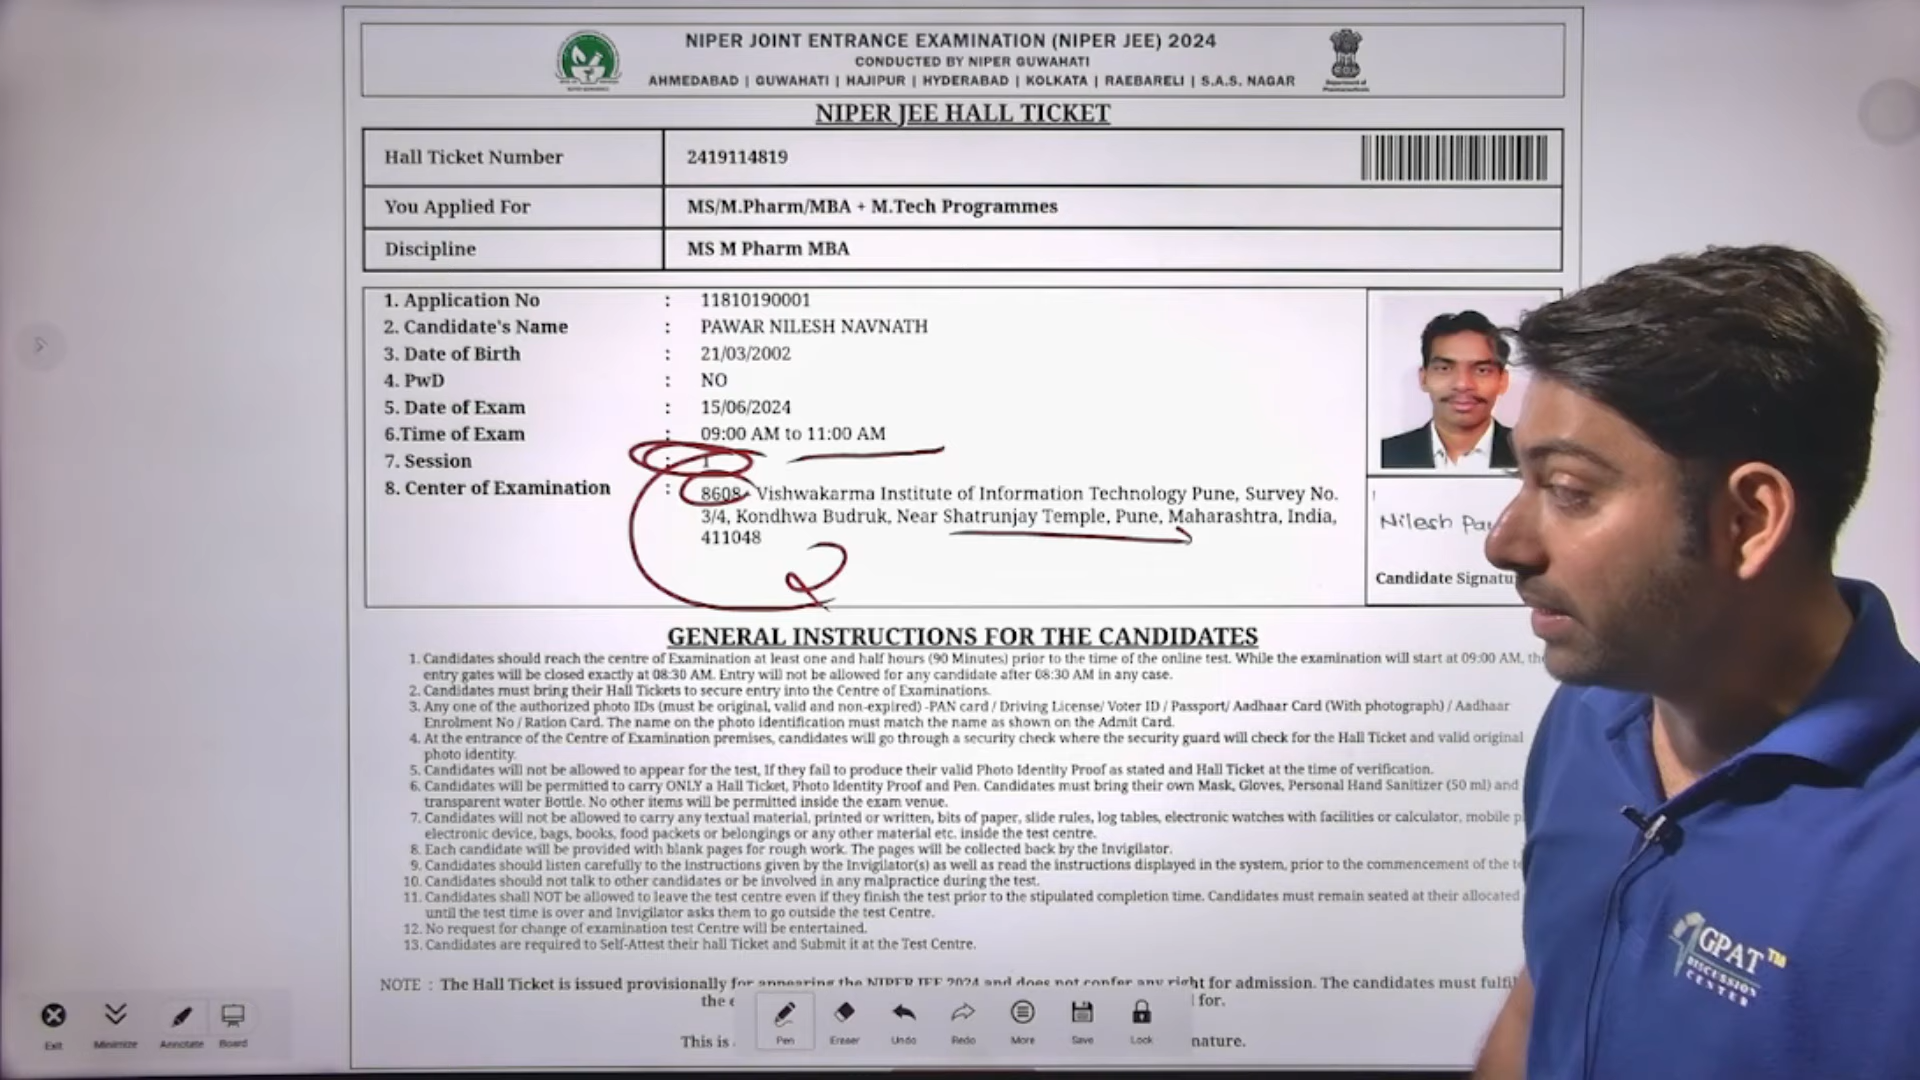 NIPER JOINT ENTRANCE EXAMINATION (NIPER JEE) 2024
CONDUCTED BY NIPER GUWAHATI
AHMEDABAD | GUWAHATI | HAJIPUR | HYDERABAD | KOLKATA | RAEBARELI | S.A.S. NAGAR
Department of
Pharmaceuticals
NIPER JEE HALL TICKET
Hall Ticket Number 2419114819
You Applied For MS/M.Pharm/MBA + M.Tech Programmes
Discipline MS M Pharm MBA
1. Application No : 11810190001
2. Candidate's Name : PAWAR NILESH NAVNATH
3. Date of Birth : 21/03/2002
4. PwD : NO
5. Date of Exam : 15/06/2024
6.Time of Exam : 09:00 AM to 11:00 AM
7. Session : 1
8. Center of Examination : 8608- Vishwakarma Institute of Information Technology Pune, Survey No.
3/4, Kondhwa Budruk, Near Shatrunjay Temple, Pune, Maharashtra, India,
411048
2
Nilesh Paw
Candidate Signatu
GENERAL INSTRUCTIONS FOR THE CANDIDATES
1. Candidates should reach the centre of Examination at least one and half hours (90 Minutes) prior to the time of the online test. While the examination will start at 09:00 AM, the
entry gates will be closed exactly at 08:30 AM. Entry will not be allowed for any candidate after 08:30 AM in any case.
2. Candidates must bring their Hall Tickets to secure entry into the Centre of Examinations.
3. Any one of the authorized photo IDs (must be original, valid and non-expired) -PAN card / Driving License/ Voter ID / Passport/ Aadhaar Card (With photograph) / Aadhaar
Enrolment No / Ration Card. The name on the photo identification must match the name as shown on the Admit Card.
4. At the entrance of the Centre of Examination premises, candidates will go through a security check where the security guard will check for the Hall Ticket and valid original
photo identity.
5. Candidates will not be allowed to appear for the test, If they fail to produce their valid Photo Identity Proof as stated and Hall Ticket at the time of verification.
6. Candidates will be permitted to carry ONLY a Hall Ticket, Photo Identity Proof and Pen. Candidates must bring their own Mask, Gloves, Personal Hand Sanitizer (50 ml) and
transparent water Bottle. No other items will be permitted inside the exam venue.
7. Candidates will not be allowed to carry any textual material, printed or written, bits of paper, slide rules, log tables, electronic watches with facilities or calculator, mobile p
electronic device, bags, books, food packets or belongings or any other material etc. inside the test centre.
8. Each candidate will be provided with blank pages for rough work. The pages will be collected back by the Invigilator.
9. Candidates should listen carefully to the instructions given by the Invigilator(s) as well as read the instructions displayed in the system, prior to the commencement of the te
10. Candidates should not talk to other candidates or be involved in any malpractice during the test.
11. Candidates shall NOT be allowed to leave the test centre even if they finish the test prior to the stipulated completion time. Candidates must remain seated at their allocated
until the test time is over and Invigilator asks them to go outside the test Centre.
12. No request for change of examination test Centre will be entertained.
13. Candidates are required to Self-Attest their hall Ticket and Submit it at the Test Centre.
NOTE : The Hall Ticket is issued provisionally for appearing the NIPER JEE 2024 and does not confer any right for admission. The candidates must fulfil
the for.
This is nature.
Exit Minimize Annotate Board Pen Eraser Undo Redo More Save Lock
GPAT TM
DISCUSSION
CENTER